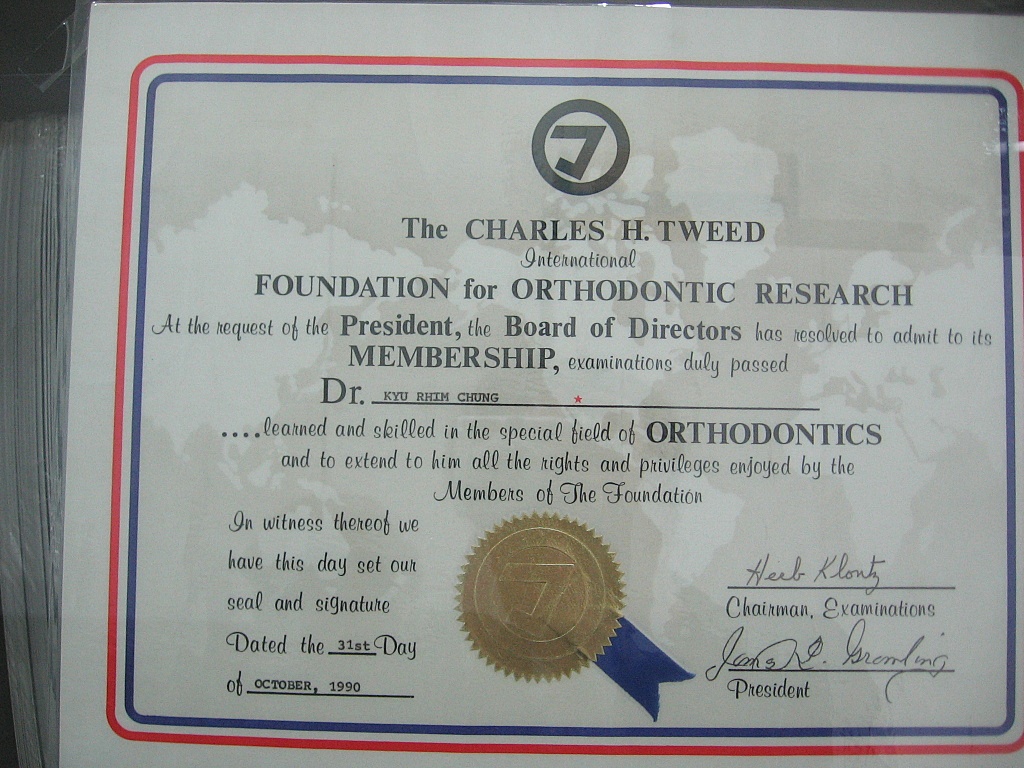 The CHARLES H. TWEED
International
FOUNDATION for ORTHODONTIC RESEARCH
At the request of the President, the Board of Directors has resolved to admit to its
MEMBERSHIP, examinations duly passed
Dr. KYU RHIM CHUNG
....learned and skilled in the special field of ORTHODONTICS
and to extend to him all the rights and privileges enjoyed by the
Members of The Foundation
In witness thereof we
have this day set our
seal and signature
Dated the 31st Day
of OCTOBER, 1990
Herb Klontz
Chairman, Examinations
James D. Gramling
President